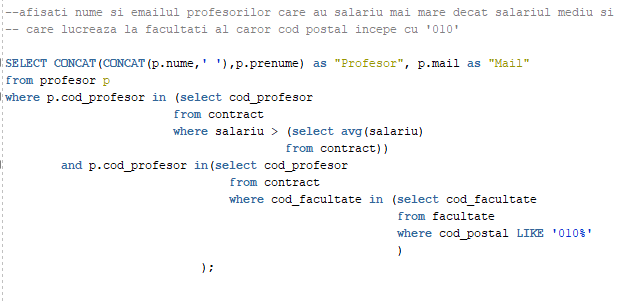 --afisati nume si emailul profesorilor care au salariu mai mare decat salariul mediu si
-- care lucreaza la facultati al caror cod postal incepe cu '010'
SELECT CONCAT(CONCAT(p.nume,' '),p.prenume) as "Profesor", p.mail as "Mail"
from profesor p
where p.cod_profesor in (select cod_profesor
from contract
where salariu > (select avg(salariu)
from contract))
and p.cod_profesor in(select cod_profesor
from contract
where cod_facultate in (select cod_facultate
from facultate
where cod_postal LIKE '010%'
)
);